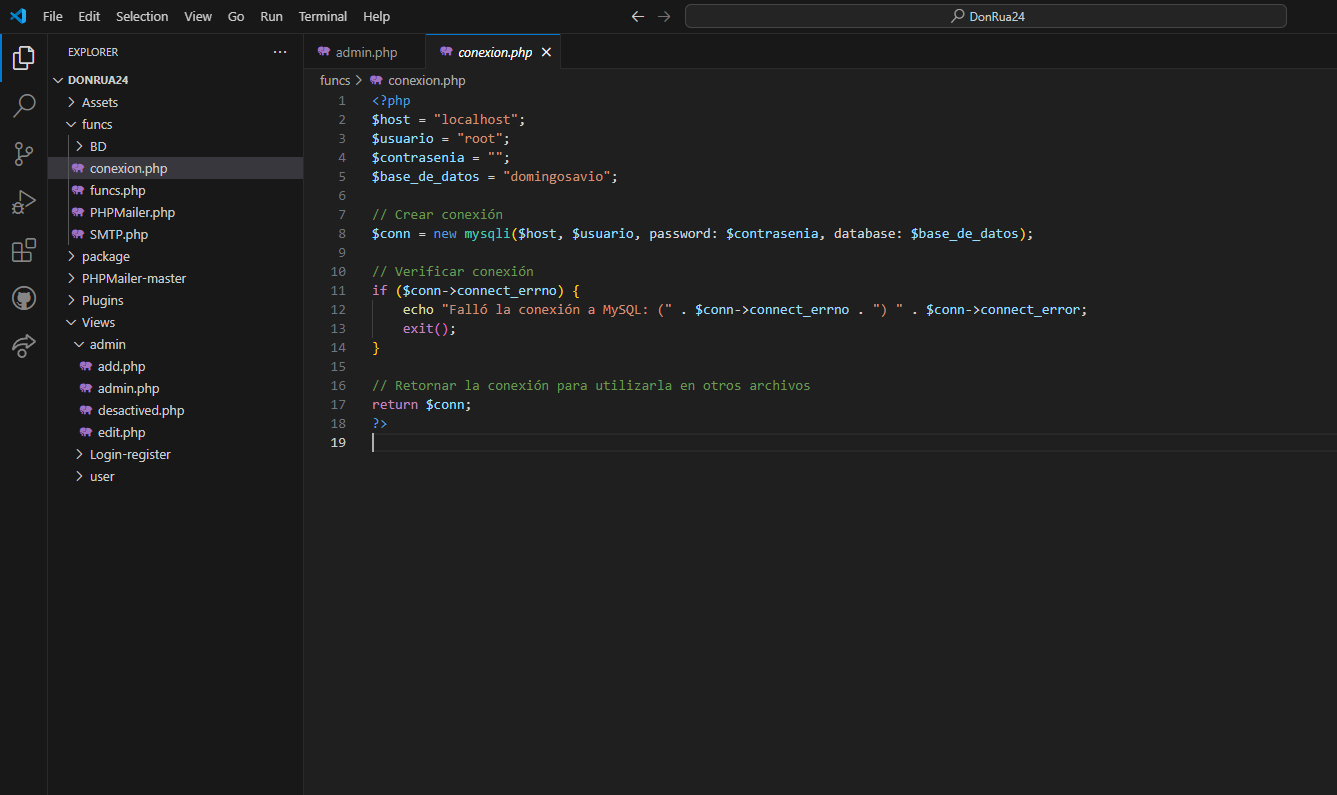 File Edit Selection View Go Run Terminal Help
DonRua24
EXPLORER
DONRUA24
Assets
funcs
BD
conexion.php
funcs.php
PHPMailer.php
SMTP.php
package
PHPMailer-master
Plugins
Views
admin
add.php
admin.php
desactived.php
edit.php
Login-register
user
admin.php conexion.php
funcs > conexion.php
1 <?php
2 $host = "localhost";
3 $usuario = "root";
4 $contrasenia = "";
5 $base_de_datos = "domingosavio";
6
7 // Crear conexión
8 $conn = new mysqli($host, $usuario, password: $contrasenia, database: $base_de_datos);
9
10 // Verificar conexión
11 if ($conn->connect_errno) {
12 echo "Falló la conexión a MySQL: (" . $conn->connect_errno . ") " . $conn->connect_error;
13 exit();
14 }
15
16 // Retornar la conexión para utilizarla en otros archivos
17 return $conn;
18 ?>
19